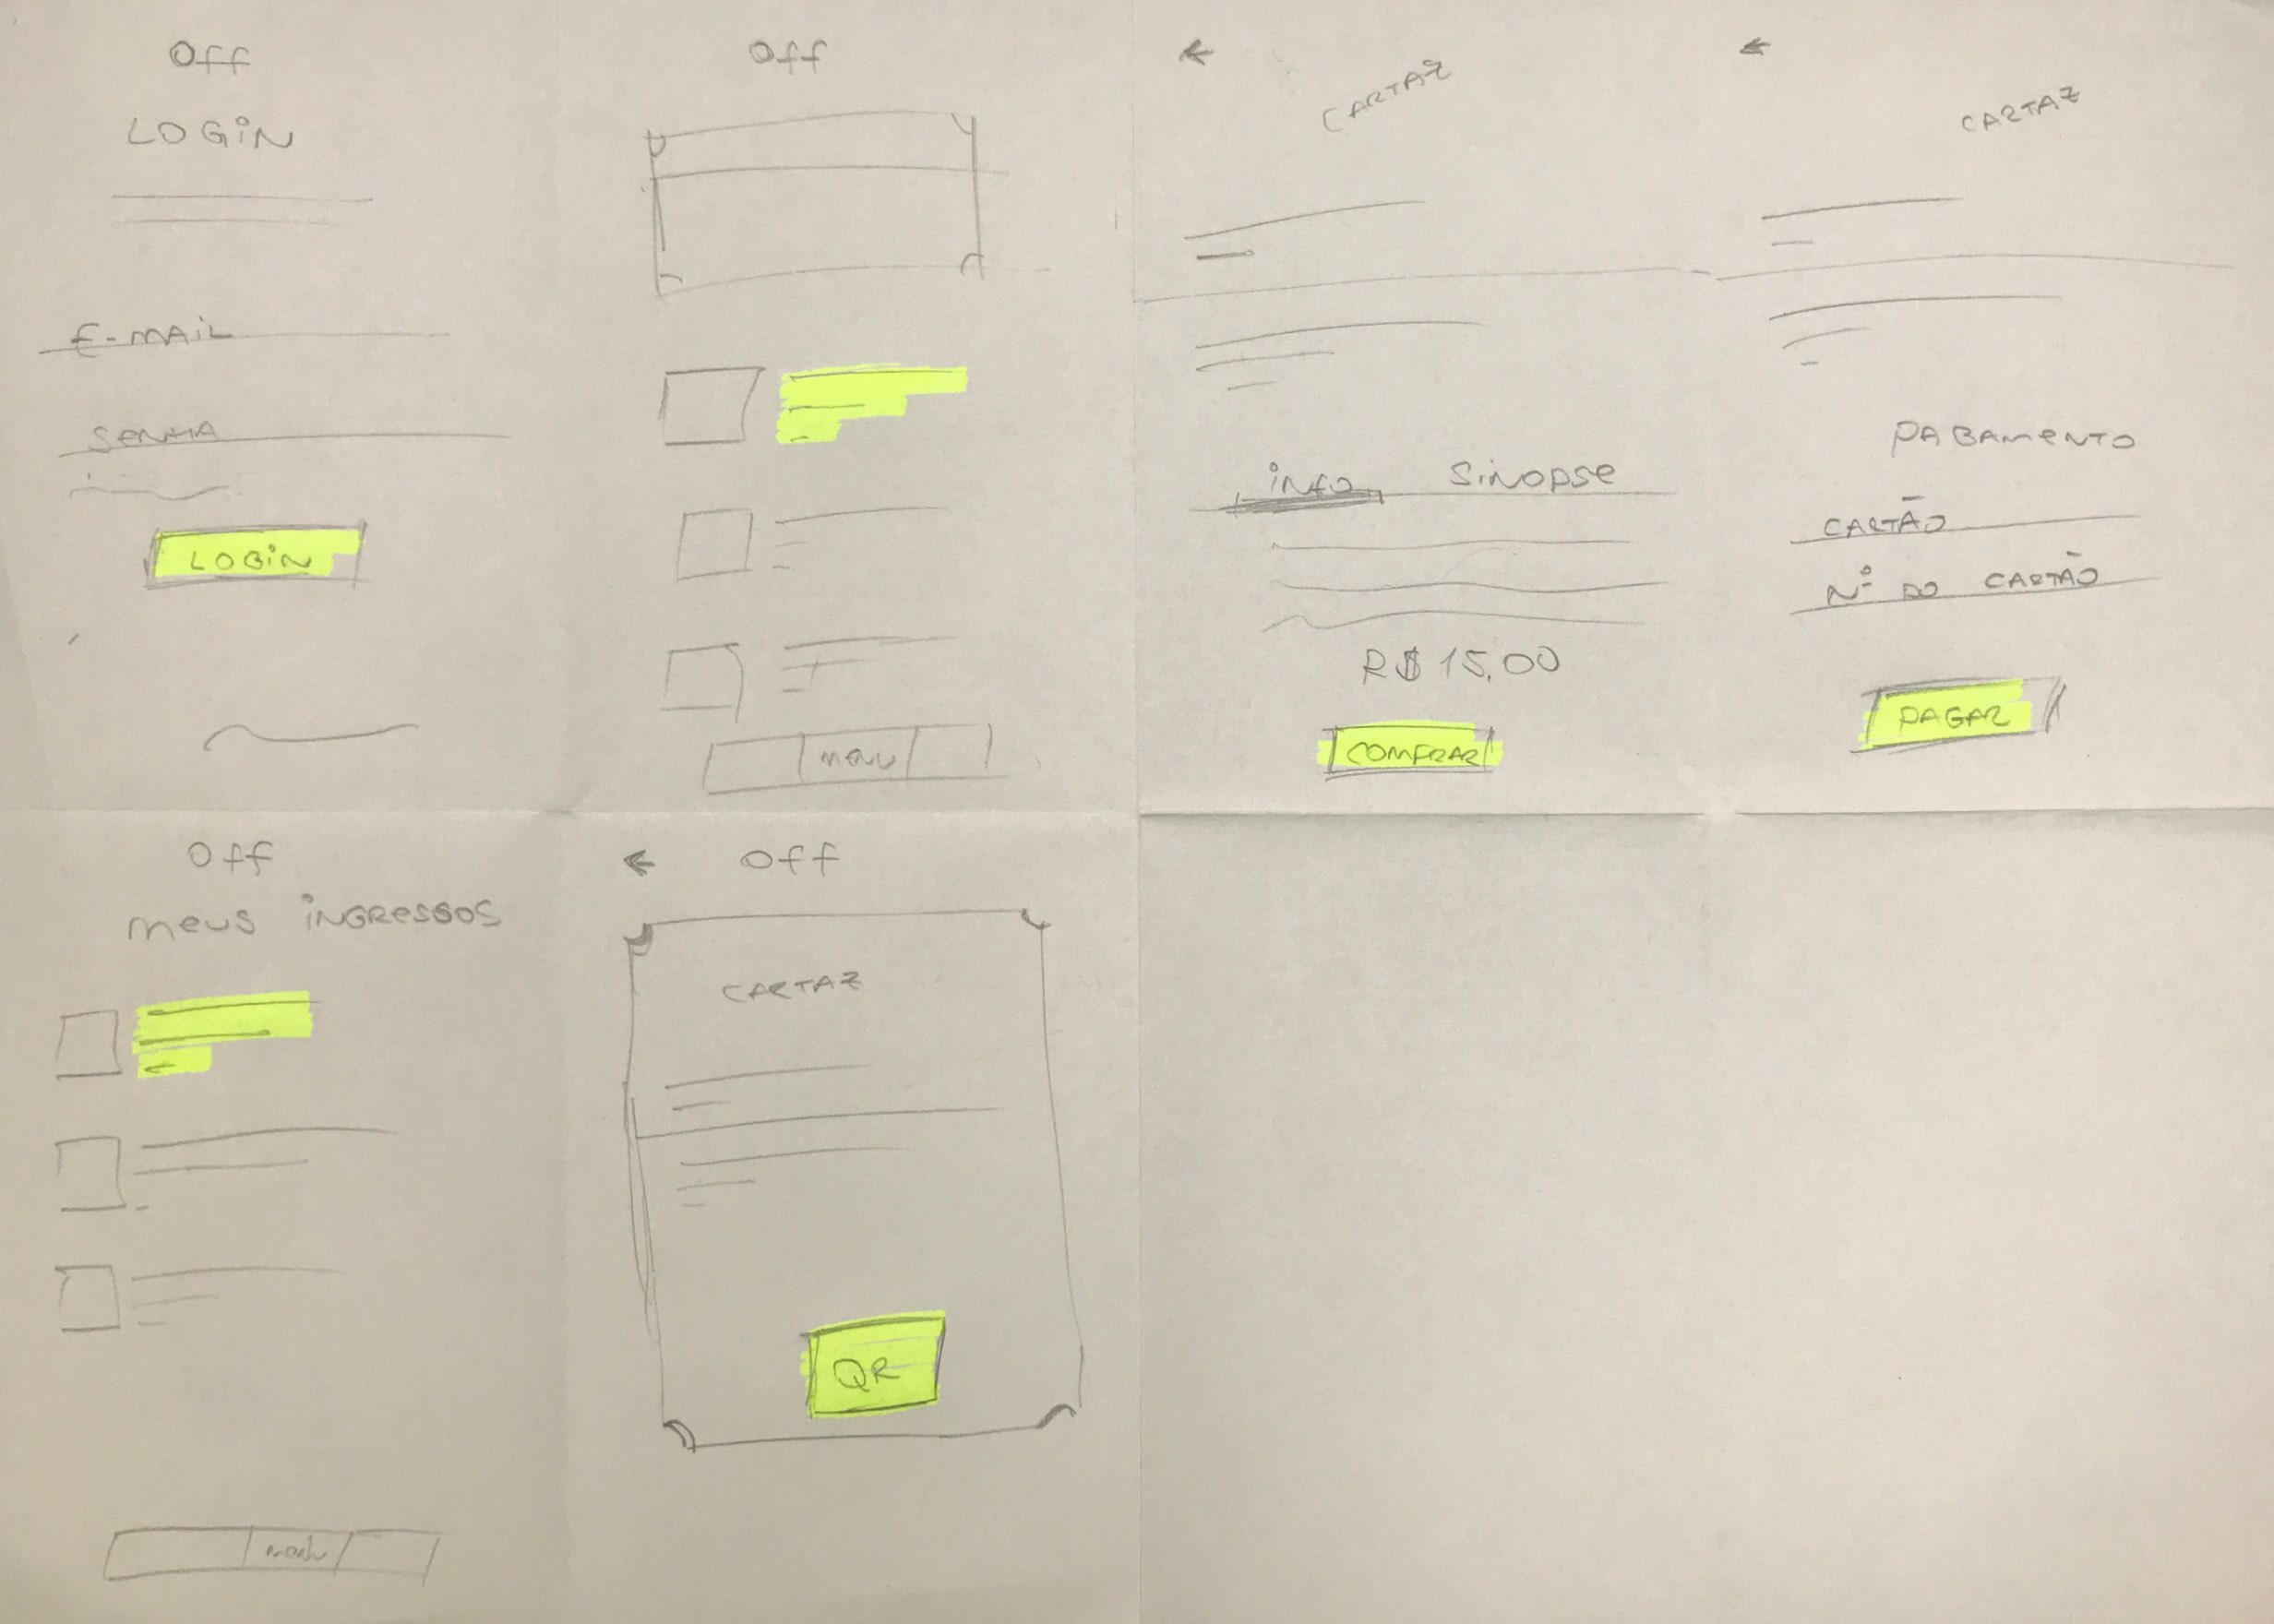 Off
LOGIN
E-MAIL
SENHA
LOGIN
Off
menu
←
CARTAZ
INFO Sinopse
R$ 15,00
COMPRAR
←
CARTAZ
PAGAMENTO
CARTÃO
Nº DO CARTÃO
PAGAR
Off
meus INGRESSOS
menu
← Off
CARTAZ
QR